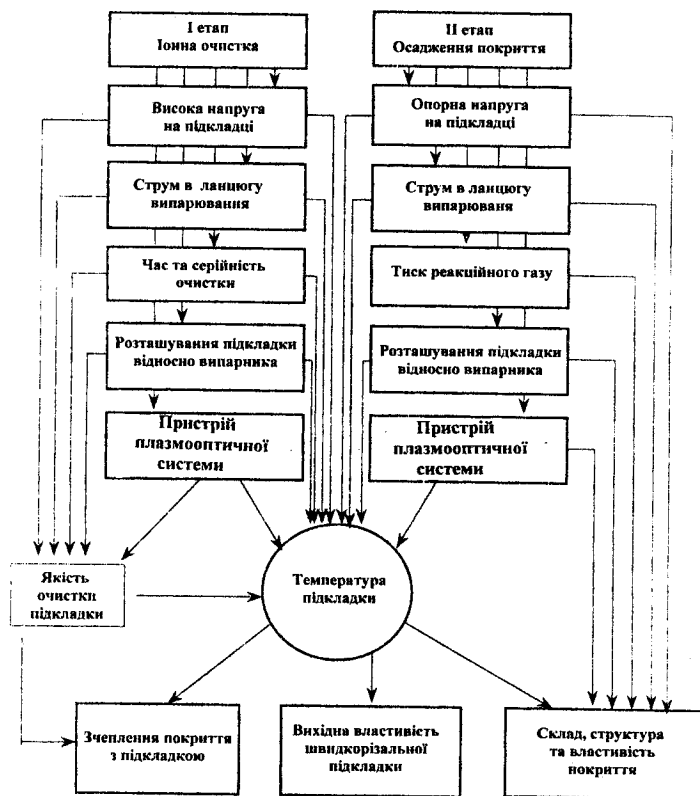 І етап
Іонна очистка
Висока напруга
на підкладці
Струм в ланцюгу
випарювання
Час та серійність
очистки
Розташування підкладки
відносно випарника
Пристрій
плазмооптичної
системи
ІІ етап
Осадження покриття
Опорна напруга
на підкладці
Струм в ланцюгу
випарюваня
Тиск реакційного газу
Розташування підкладки
відносно випарника
Пристрій
плазмооптичної
системи
Якість
очистки
підкладки
Температура
підкладки
Зчеплення покриття
з підкладкою
Вихідна властивість
швидкорізальної
підкладки
Склад, структура
та властивість
покриття